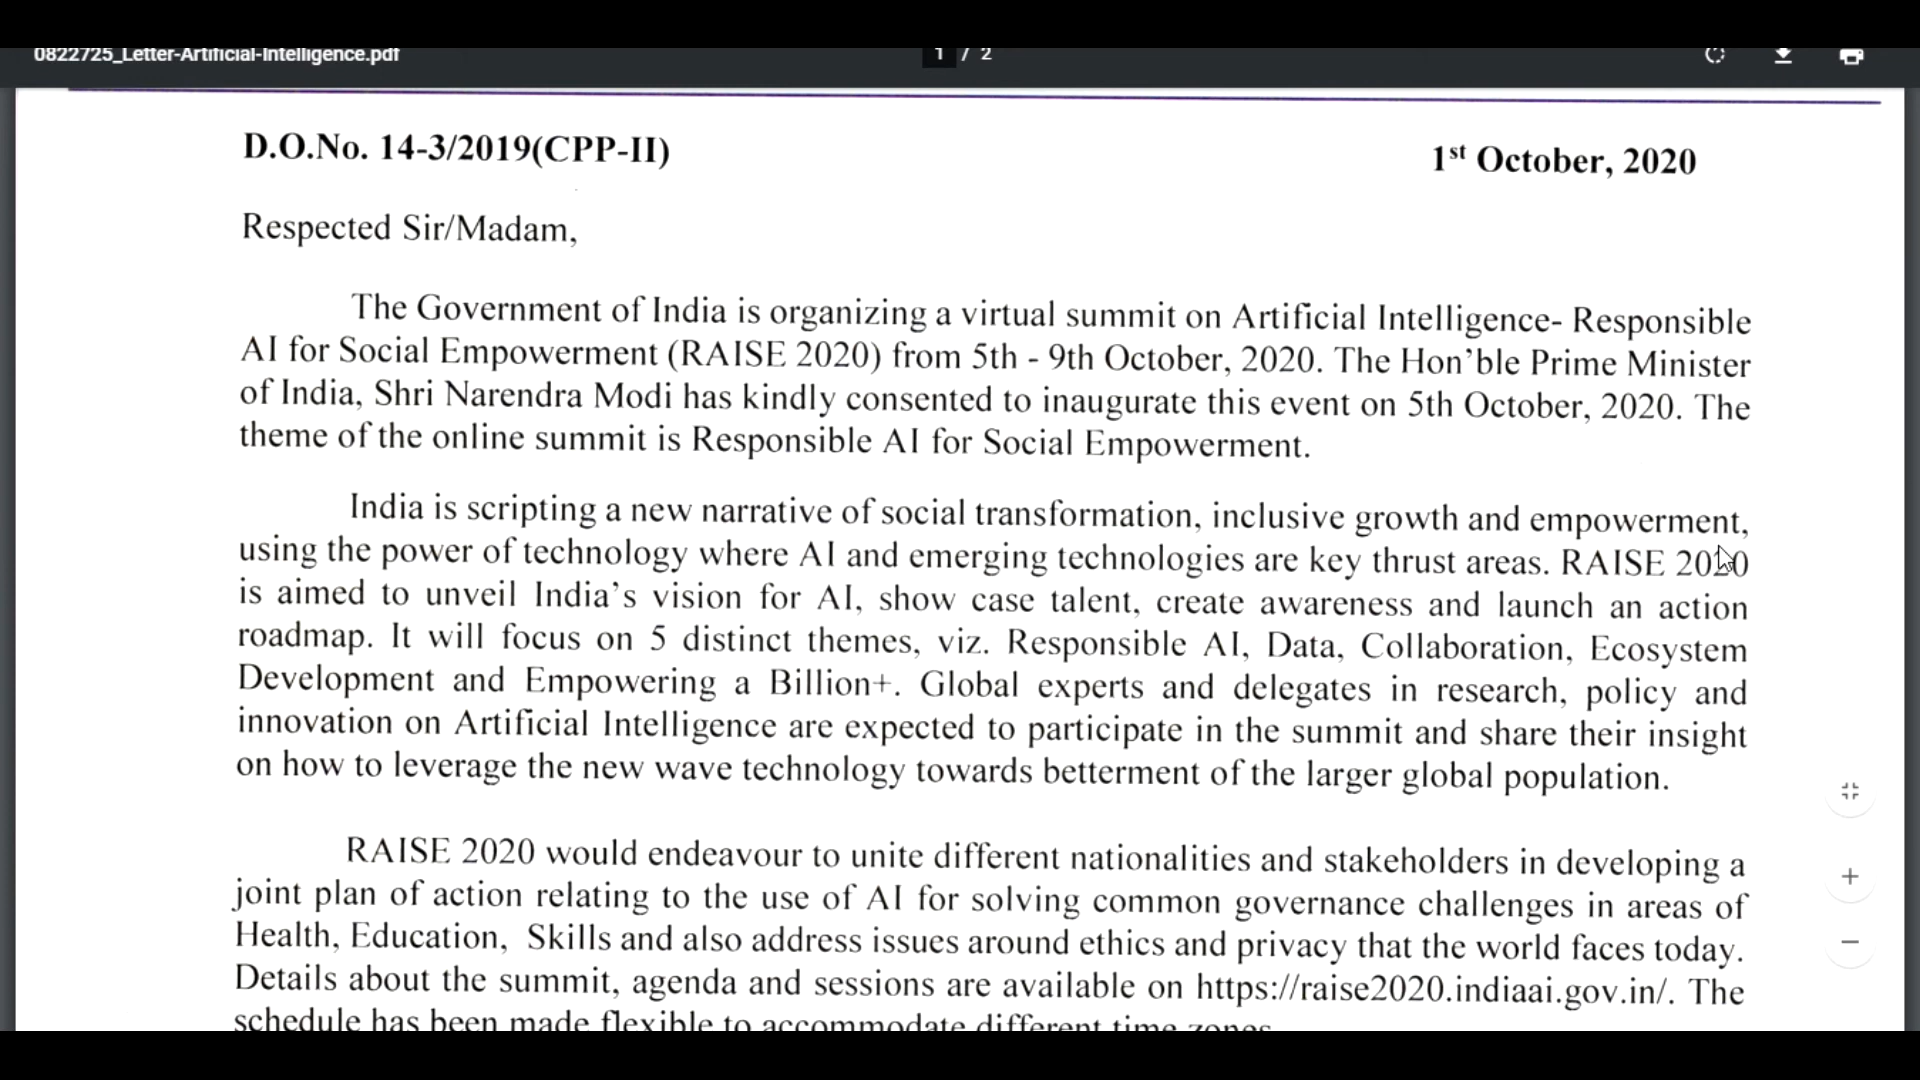 0822725_Letter-Artificial-Intelligence.pdf
1 / 2
D.O.No. 14-3/2019(CPP-II)
1st October, 2020
Respected Sir/Madam,
The Government of India is organizing a virtual summit on Artificial Intelligence- Responsible
AI for Social Empowerment (RAISE 2020) from 5th - 9th October, 2020. The Hon’ble Prime Minister
of India, Shri Narendra Modi has kindly consented to inaugurate this event on 5th October, 2020. The
theme of the online summit is Responsible AI for Social Empowerment.
India is scripting a new narrative of social transformation, inclusive growth and empowerment,
using the power of technology where AI and emerging technologies are key thrust areas. RAISE 2020
is aimed to unveil India’s vision for AI, show case talent, create awareness and launch an action
roadmap. It will focus on 5 distinct themes, viz. Responsible AI, Data, Collaboration, Ecosystem
Development and Empowering a Billion+. Global experts and delegates in research, policy and
innovation on Artificial Intelligence are expected to participate in the summit and share their insight
on how to leverage the new wave technology towards betterment of the larger global population.
RAISE 2020 would endeavour to unite different nationalities and stakeholders in developing a
joint plan of action relating to the use of AI for solving common governance challenges in areas of
Health, Education, Skills and also address issues around ethics and privacy that the world faces today.
Details about the summit, agenda and sessions are available on https://raise2020.indiaai.gov.in/. The
schedule has been made flexible to accommodate different time zones.